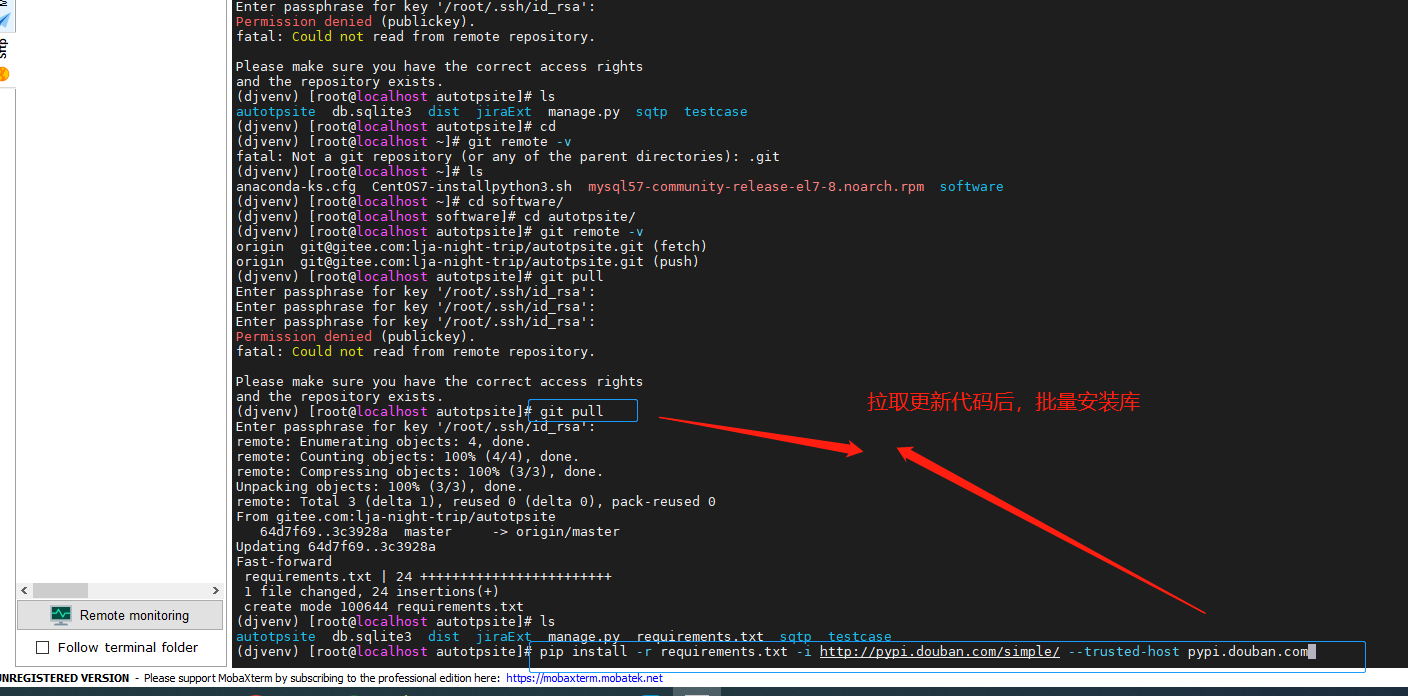 Enter passphrase for key '/root/.ssh/id_rsa':
Permission denied (publickey).
fatal: Could not read from remote repository.
Sftp
Please make sure you have the correct access rights
and the repository exists.
(djvenv) [root@localhost autotpsite]# ls
autotpsite  db.sqlite3  dist  jiraExt  manage.py  sqtp  testcase
(djvenv) [root@localhost autotpsite]# cd
(djvenv) [root@localhost ~]# git remote -v
fatal: Not a git repository (or any of the parent directories): .git
(djvenv) [root@localhost ~]# ls
anaconda-ks.cfg  CentOS7-installpython3.sh  mysql57-community-release-el7-8.noarch.rpm  software
(djvenv) [root@localhost ~]# cd software/
(djvenv) [root@localhost software]# cd autotpsite/
(djvenv) [root@localhost autotpsite]# git remote -v
origin  git@gitee.com:lja-night-trip/autotpsite.git (fetch)
origin  git@gitee.com:lja-night-trip/autotpsite.git (push)
(djvenv) [root@localhost autotpsite]# git pull
Enter passphrase for key '/root/.ssh/id_rsa':
Enter passphrase for key '/root/.ssh/id_rsa':
Enter passphrase for key '/root/.ssh/id_rsa':
Permission denied (publickey).
fatal: Could not read from remote repository.
Please make sure you have the correct access rights
and the repository exists.
(djvenv) [root@localhost autotpsite]# git pull
拉取更新代码后，批量安装库
Enter passphrase for key '/root/.ssh/id_rsa':
remote: Enumerating objects: 4, done.
remote: Counting objects: 100% (4/4), done.
remote: Compressing objects: 100% (3/3), done.
Unpacking objects: 100% (3/3), done.
remote: Total 3 (delta 1), reused 0 (delta 0), pack-reused 0
From gitee.com:lja-night-trip/autotpsite
   64d7f69..3c3928a  master     -> origin/master
Updating 64d7f69..3c3928a
Fast-forward
 requirements.txt | 24 ++++++++++++++++++++++++
 1 file changed, 24 insertions(+)
 create mode 100644 requirements.txt
(djvenv) [root@localhost autotpsite]# ls
autotpsite  db.sqlite3  dist  jiraExt  manage.py  requirements.txt  sqtp  testcase
(djvenv) [root@localhost autotpsite]# pip install -r requirements.txt -i http://pypi.douban.com/simple/ --trusted-host pypi.douban.com
Remote monitoring
Follow terminal folder
UNREGISTERED VERSION - Please support MobaXterm by subscribing to the professional edition here: https://mobaxterm.mobatek.net